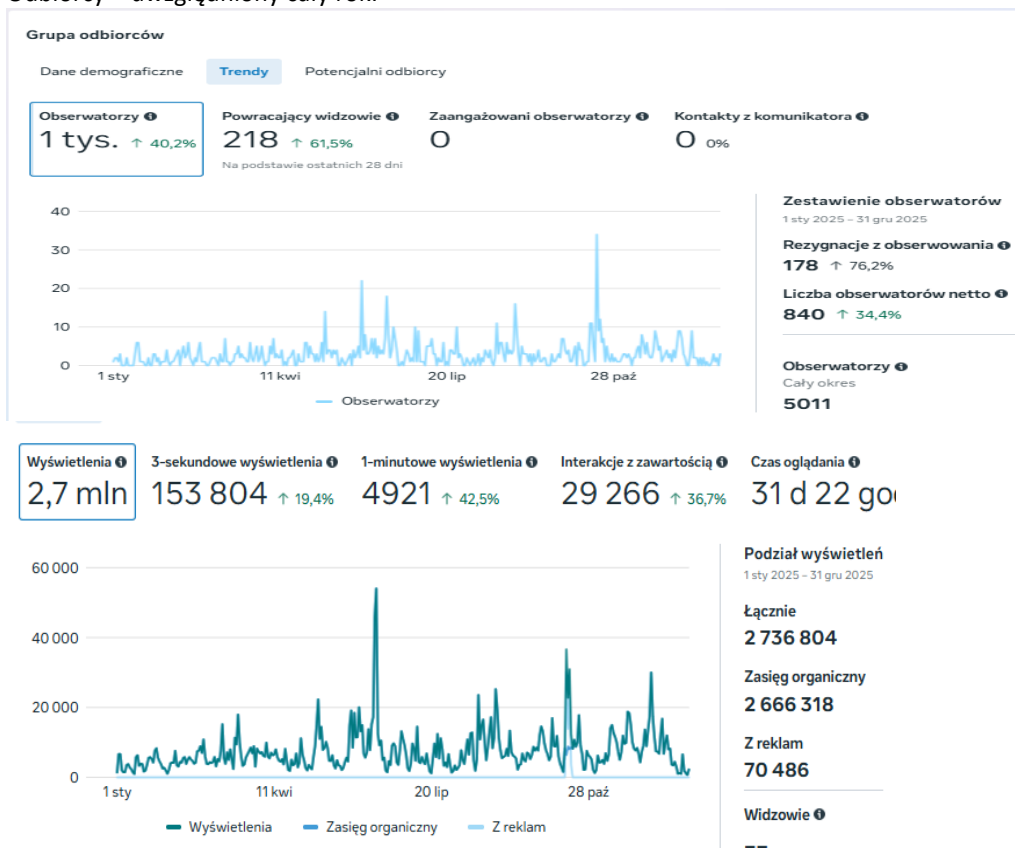 Grupa odbiorców
Dane demograficzne Trendy Potencjalni odbiorcy
Obserwatorzy Powracający widzowie Zaangażowani obserwatorzy Kontakty z komunikatora
1 tys. ↑ 40,2% 218 ↑ 61,5% 0 0 0%
Na podstawie ostatnich 28 dni
40
30
20
10
0
1 sty 11 kwi 20 lip 28 paź
Obserwatorzy
Zestawienie obserwatorów
1 sty 2025 – 31 gru 2025
Rezygnacje z obserwowania
178 ↑ 76,2%
Liczba obserwatorów netto
840 ↑ 34,4%
Obserwatorzy
Cały okres
5011
Wyświetlenia 3-sekundowe wyświetlenia 1-minutowe wyświetlenia Interakcje z zawartością Czas oglądania
2,7 mln 153 804 ↑ 19,4% 4921 ↑ 42,5% 29 266 ↑ 36,7% 31 d 22 go
60 000
40 000
20 000
0
1 sty 11 kwi 20 lip 28 paź
Wyświetlenia Zasięg organiczny Z reklam
Podział wyświetleń
1 sty 2025 – 31 gru 2025
Łącznie
2 736 804
Zasięg organiczny
2 666 318
Z reklam
70 486
Widzowie